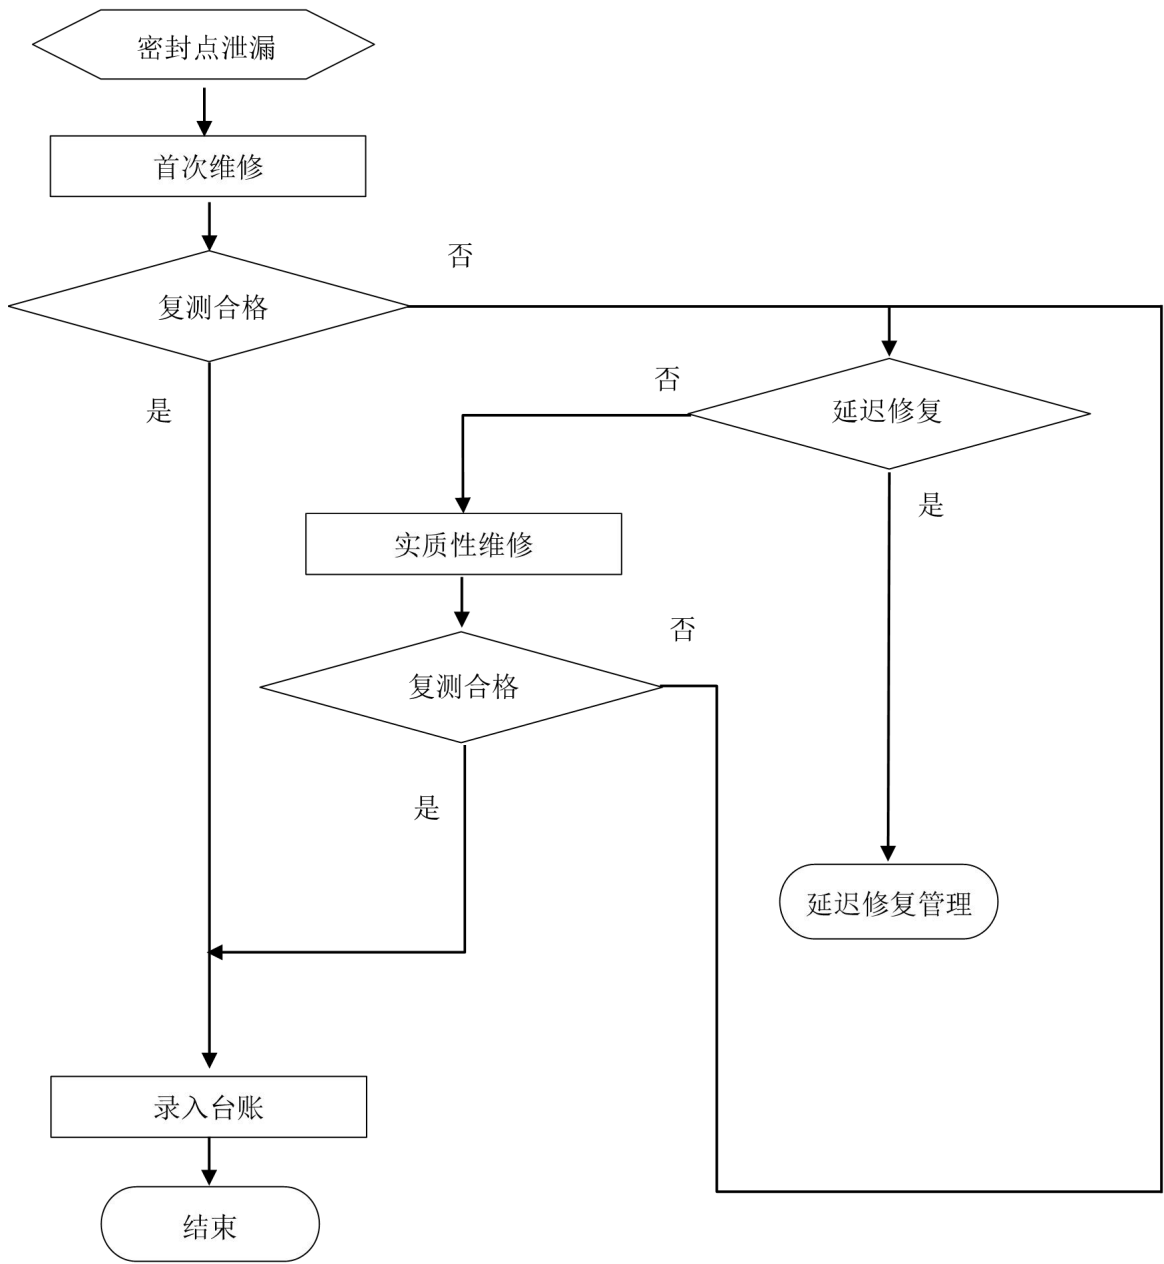 密封点泄漏
首次维修
否
复测合格
否
是
延迟修复
是
实质性维修
否
复测合格
是
延迟修复管理
录入台账
结束